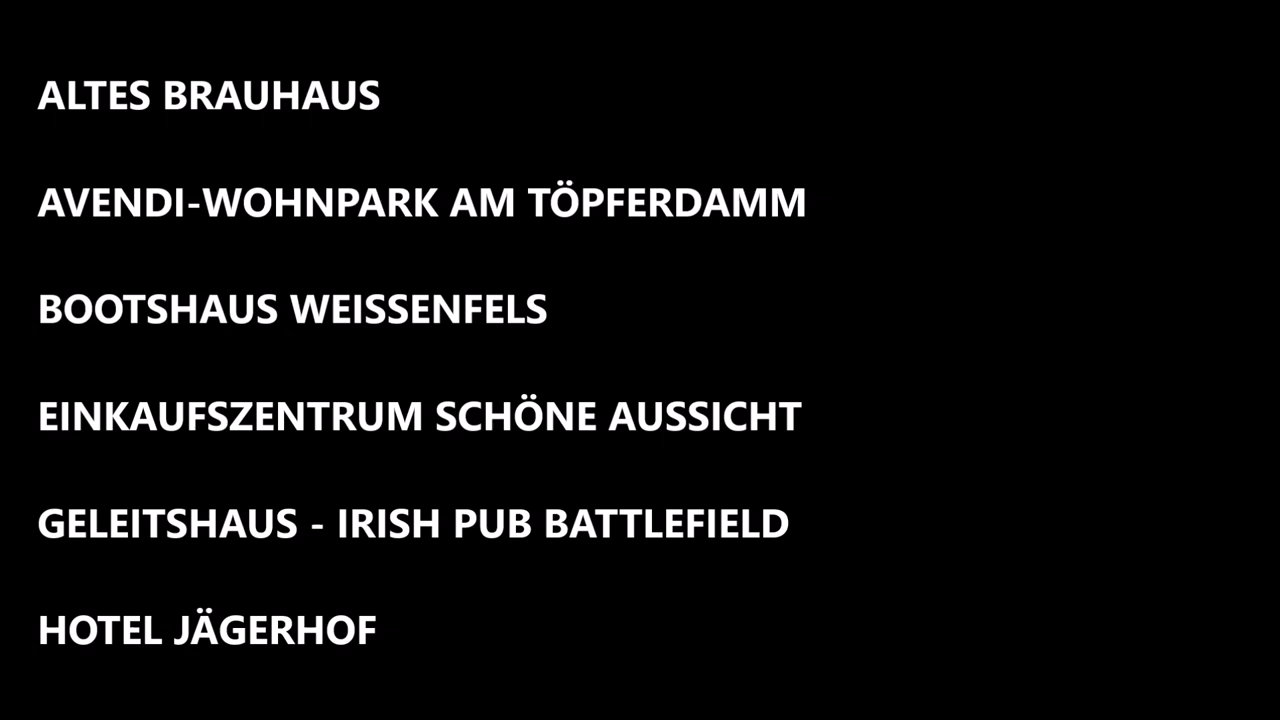 ALTES BRAUHAUS
AVENDI-WOHNPARK AM TÖPFERDAMM
BOOTSHAUS WEISSENFELS
EINKAUFSZENTRUM SCHÖNE AUSSICHT
GELEITSHAUS - IRISH PUB BATTLEFIELD
HOTEL JÄGERHOF